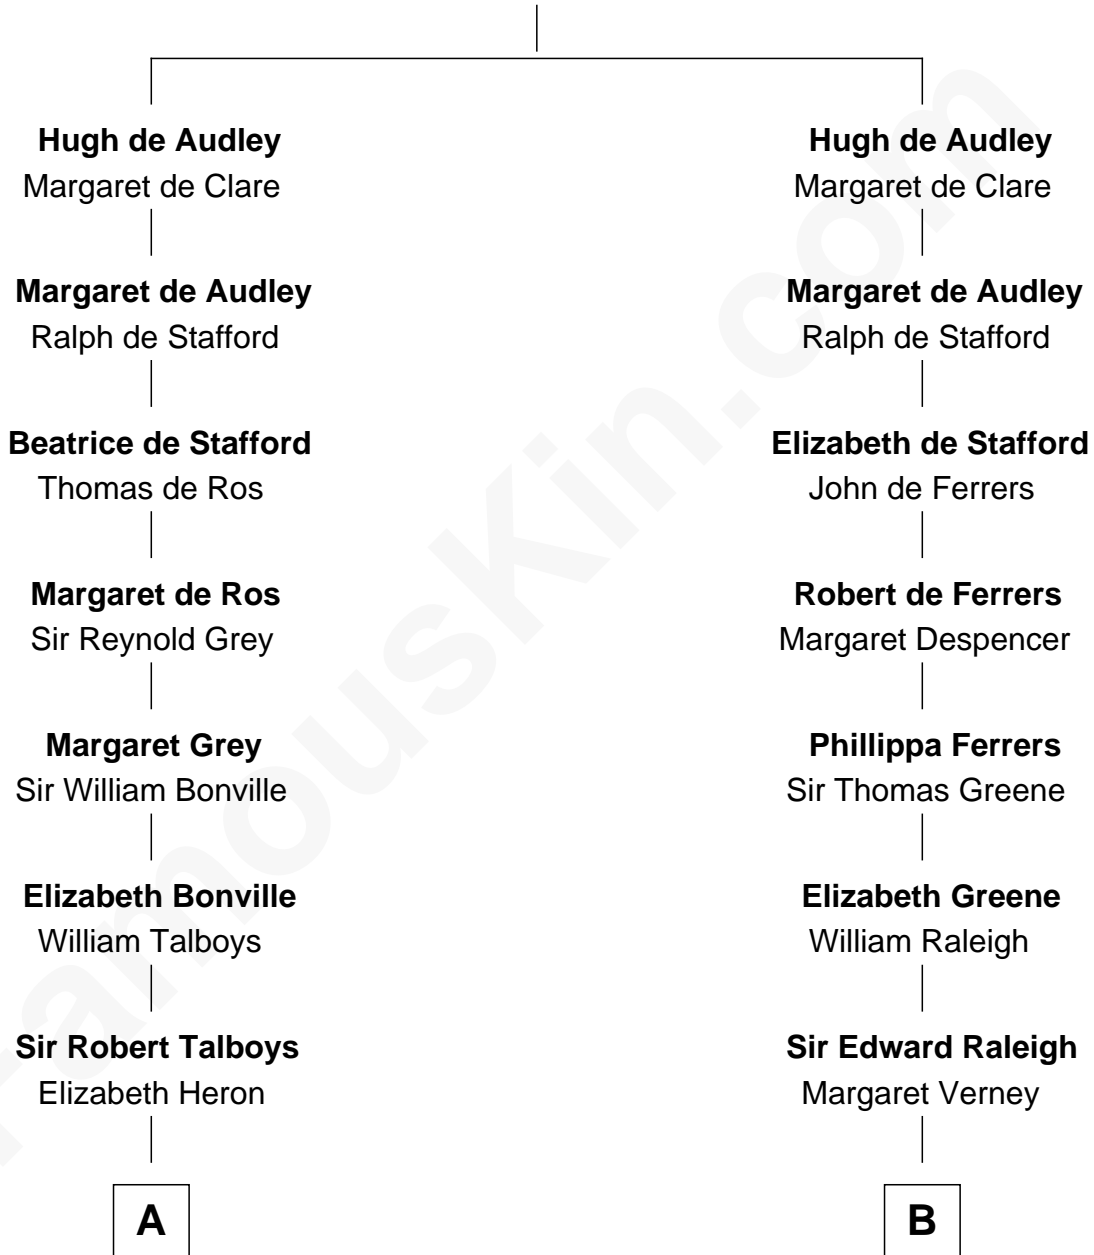 Hugh de Audley
Margaret de Clare
Margaret de Audley
Ralph de Stafford
Beatrice de Stafford
Thomas de Ros
Margaret de Ros
Sir Reynold Grey
Margaret Grey
Sir William Bonville
Elizabeth Bonville
William Talboys
Sir Robert Talboys
Elizabeth Heron
A
Hugh de Audley
Margaret de Clare
Margaret de Audley
Ralph de Stafford
Elizabeth de Stafford
John de Ferrers
Robert de Ferrers
Margaret Despencer
Phillippa Ferrers
Sir Thomas Greene
Elizabeth Greene
William Raleigh
Sir Edward Raleigh
Margaret Verney
B
FamousKin.com